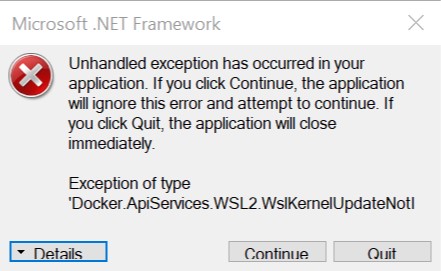 Microsoft .NET Framework
Unhandled exception has occurred in your
application. If you click Continue, the application
will ignore this error and attempt to continue. If
you click Quit, the application will close
immediately.
Exception of type
'Docker.ApiServices.WSL2.WslKernelUpdateNotI
Details
Continue
Quit